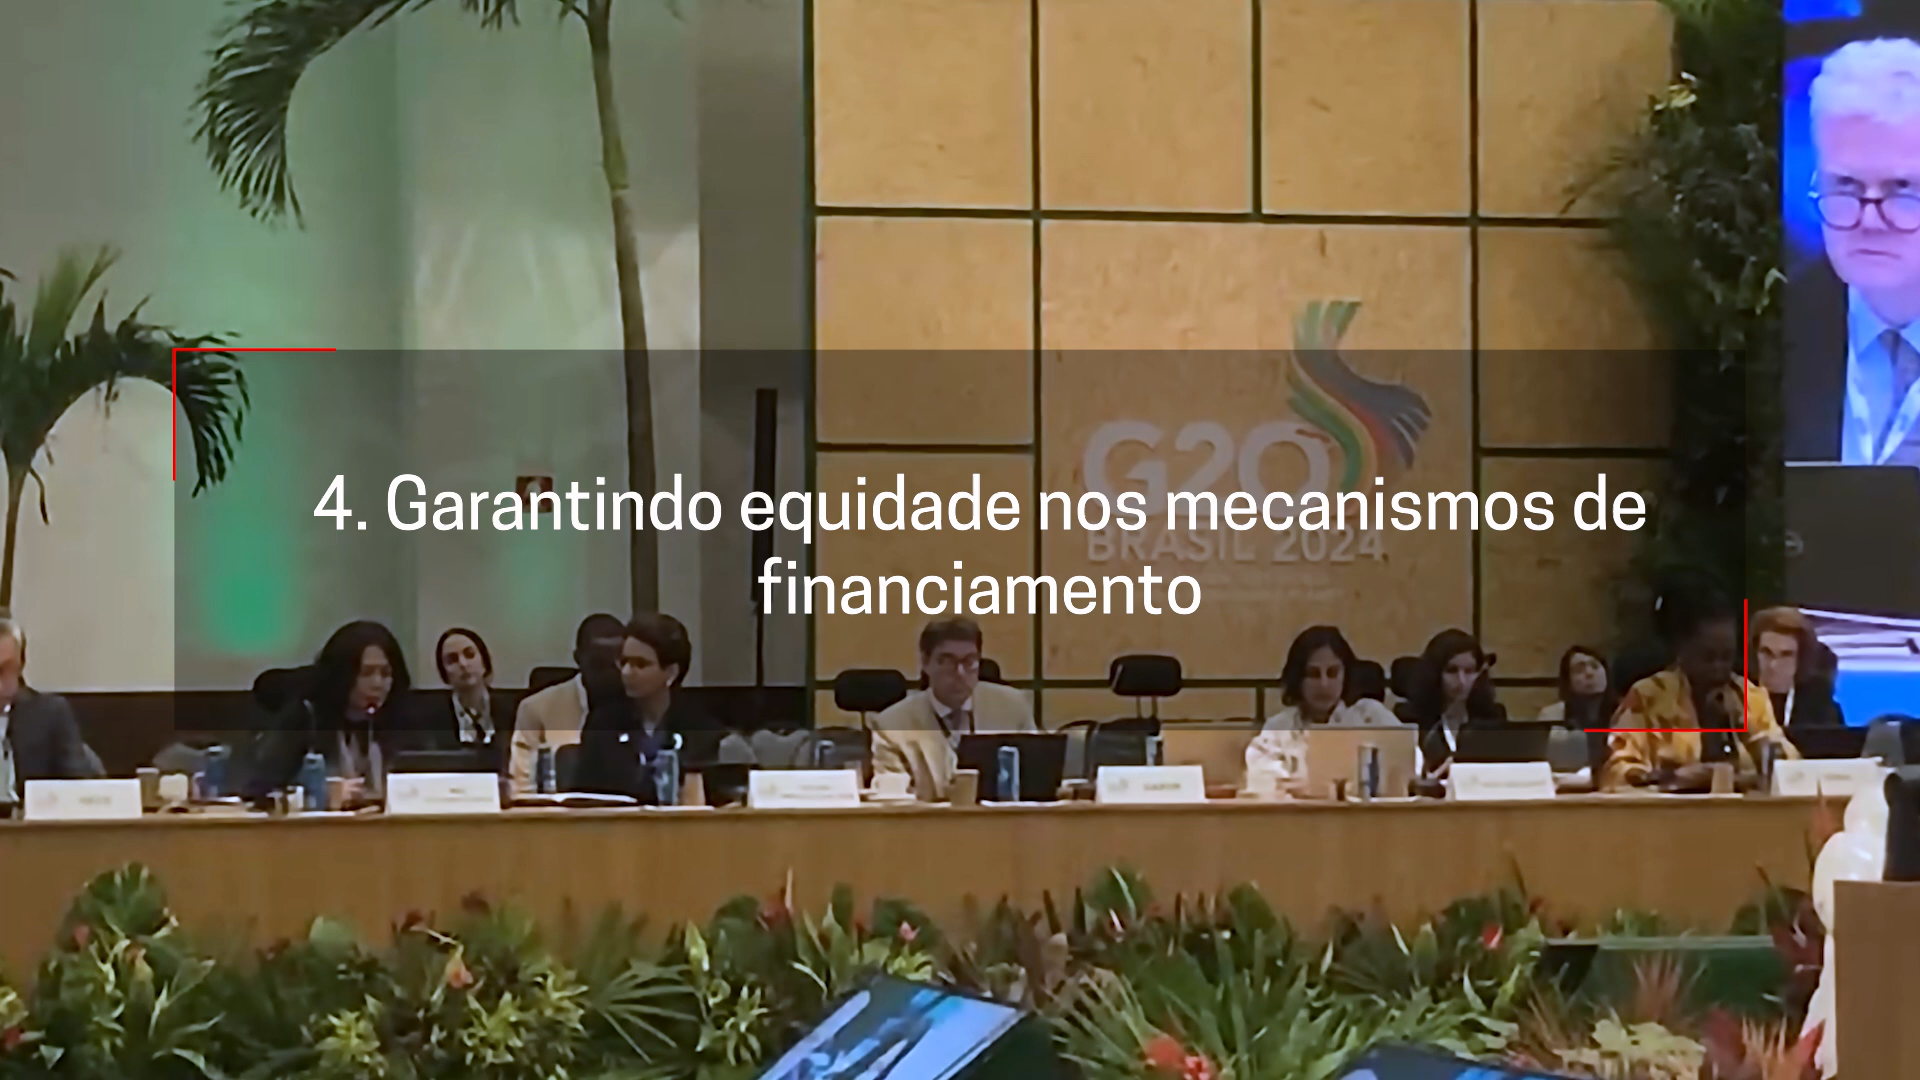 4. Garantindo equidade nos mecanismos de
financiamento
G20
BRASIL 2024